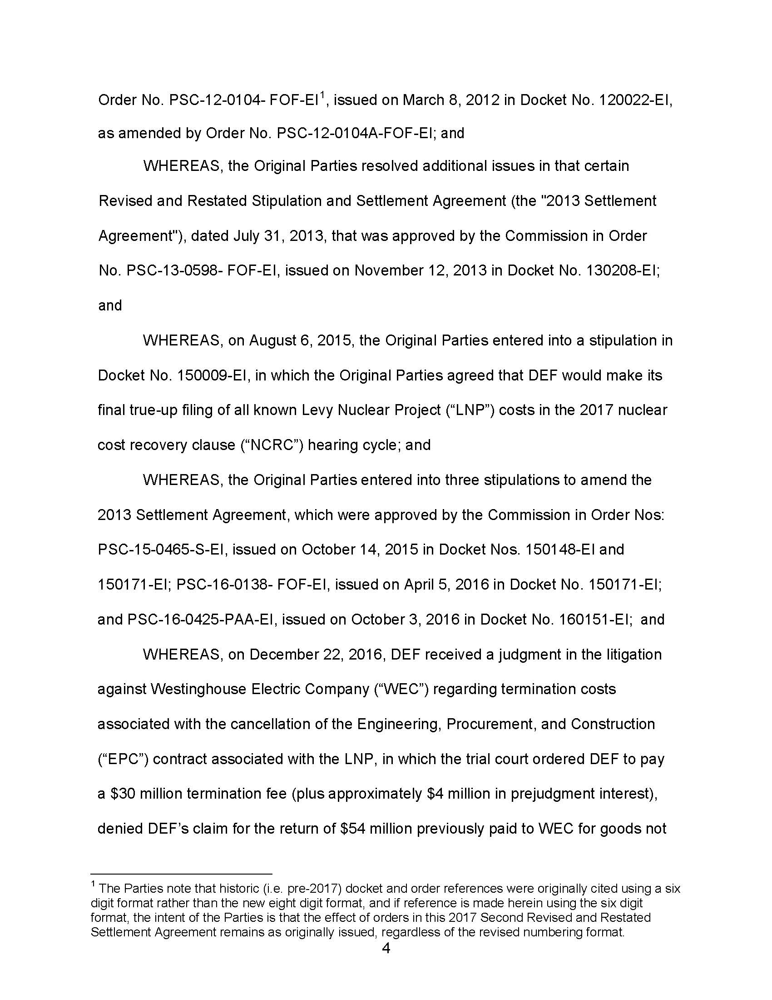 Order No. PSC-12-0104- FOF-EI1, issued on March 8, 2012 in Docket No. 120022-EI,
as amended by Order No. PSC-12-0104A-FOF-EI; and
WHEREAS, the Original Parties resolved additional issues in that certain
Revised and Restated Stipulation and Settlement Agreement (the "2013 Settlement
Agreement"), dated July 31, 2013, that was approved by the Commission in Order
No. PSC-13-0598- FOF-EI, issued on November 12, 2013 in Docket No. 130208-EI;
and
WHEREAS, on August 6, 2015, the Original Parties entered into a stipulation in
Docket No. 150009-EI, in which the Original Parties agreed that DEF would make its
final true-up filing of all known Levy Nuclear Project (“LNP”) costs in the 2017 nuclear
cost recovery clause (“NCRC”) hearing cycle; and
WHEREAS, the Original Parties entered into three stipulations to amend the
2013 Settlement Agreement, which were approved by the Commission in Order Nos:
PSC-15-0465-S-EI, issued on October 14, 2015 in Docket Nos. 150148-EI and
150171-EI; PSC-16-0138- FOF-EI, issued on April 5, 2016 in Docket No. 150171-EI;
and PSC-16-0425-PAA-EI, issued on October 3, 2016 in Docket No. 160151-EI; and
WHEREAS, on December 22, 2016, DEF received a judgment in the litigation
against Westinghouse Electric Company (“WEC”) regarding termination costs
associated with the cancellation of the Engineering, Procurement, and Construction
(“EPC”) contract associated with the LNP, in which the trial court ordered DEF to pay
a $30 million termination fee (plus approximately $4 million in prejudgment interest),
denied DEF’s claim for the return of $54 million previously paid to WEC for goods not
1 The Parties note that historic (i.e. pre-2017) docket and order references were originally cited using a six
digit format rather than the new eight digit format, and if reference is made herein using the six digit
format, the intent of the Parties is that the effect of orders in this 2017 Second Revised and Restated
Settlement Agreement remains as originally issued, regardless of the revised numbering format.
4